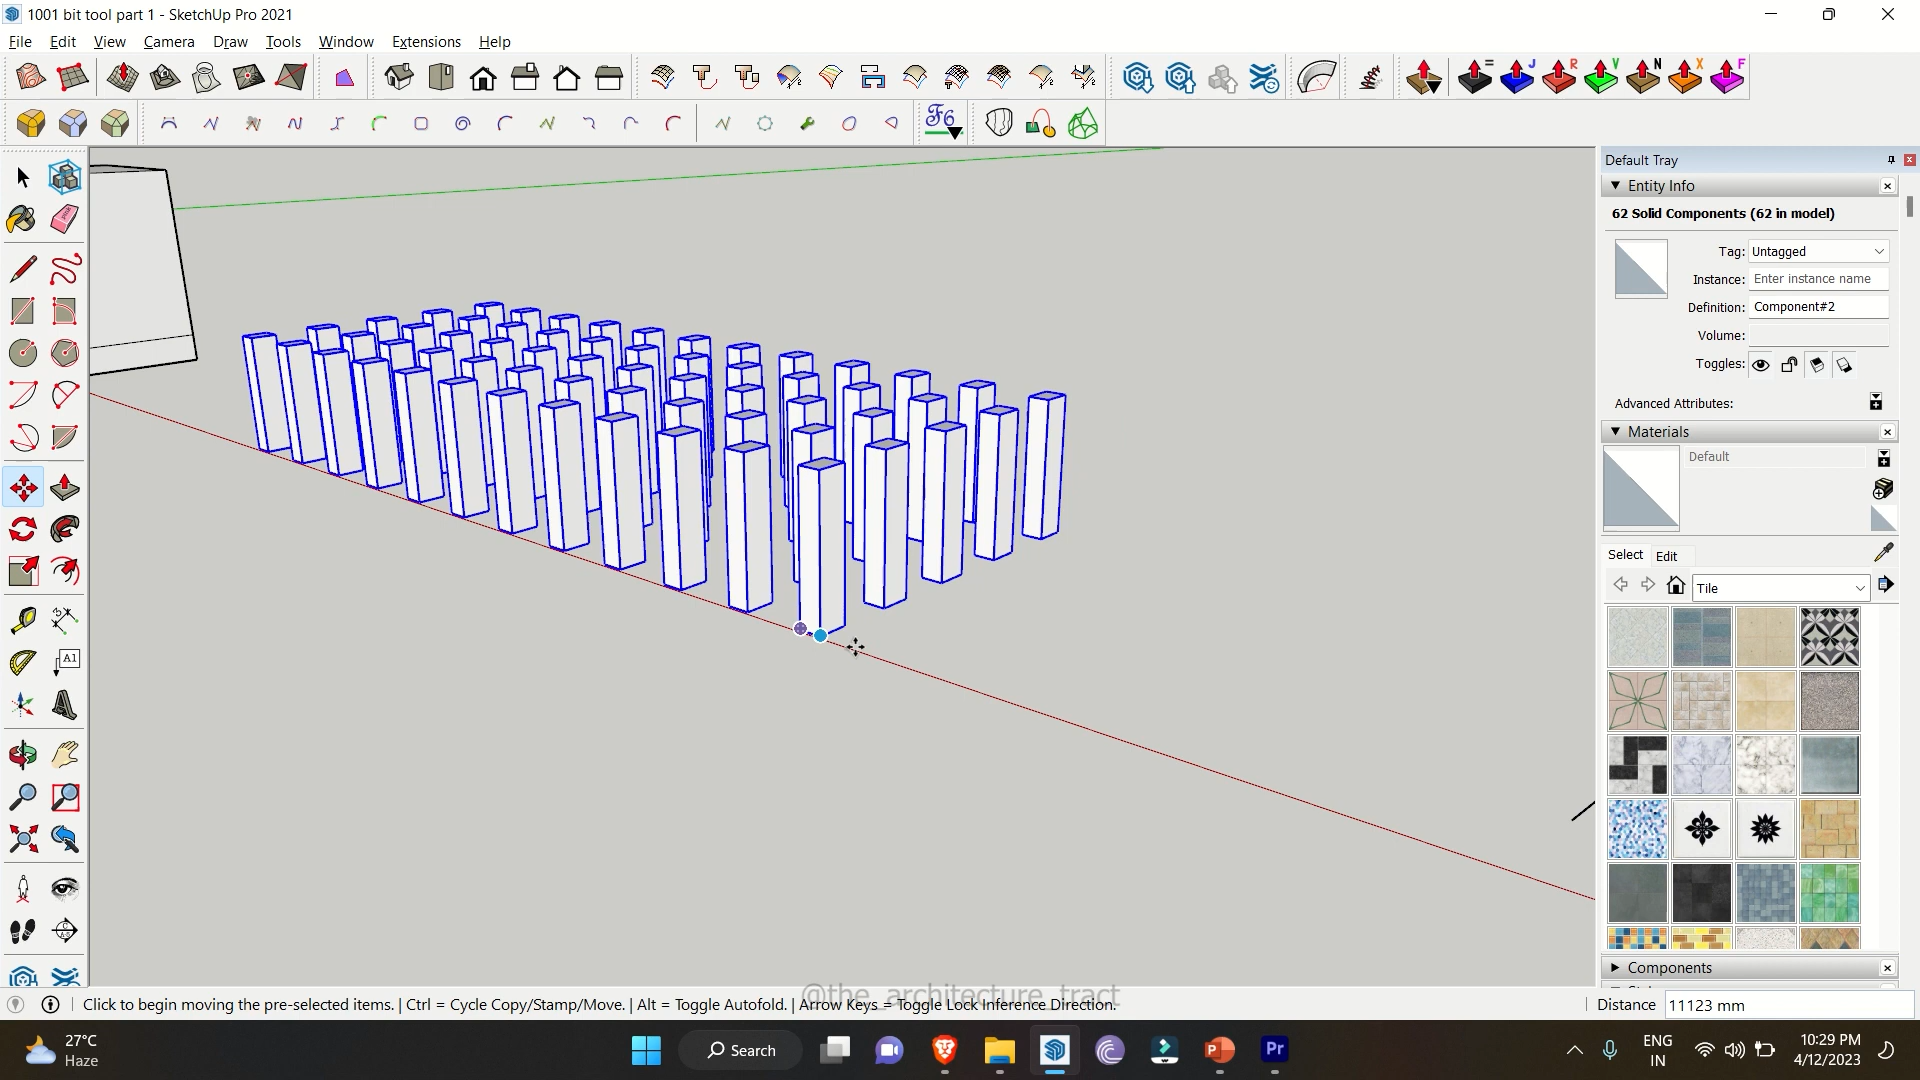 1001 bit tool part 1 - SketchUp Pro 2021
File Edit View Camera Draw Tools Window Extensions Help
= J R V N X F
F6
Default Tray
Entity Info
62 Solid Components (62 in model)
Tag: Untagged
Instance: Enter instance name
Definition: Component#2
Volume:
Toggles:
Advanced Attributes:
Materials
Default
Select Edit
Tile
A1
Components
@the_architecture_tract
Click to begin moving the pre-selected items. | Ctrl = Cycle Copy/Stamp/Move. | Alt = Toggle Autofold. | Arrow Keys = Toggle Lock Inference Direction.
Distance 11123 mm
27°C
Haze
Search
Pr
ENG
IN
10:29 PM
4/12/2023